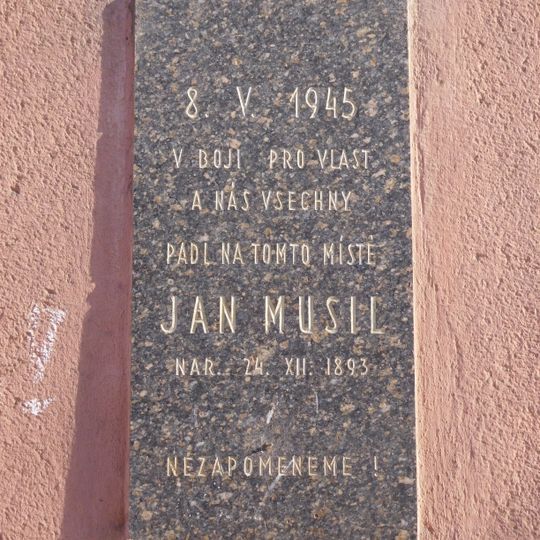 8. V. 1945
V BOJI PRO VLAST
A NÁS VŠECHNY
PADL NA TOMTO MÍSTĚ
JAN MUSIL
NAR. 24. XII. 1893
NEZAPOMENEME !